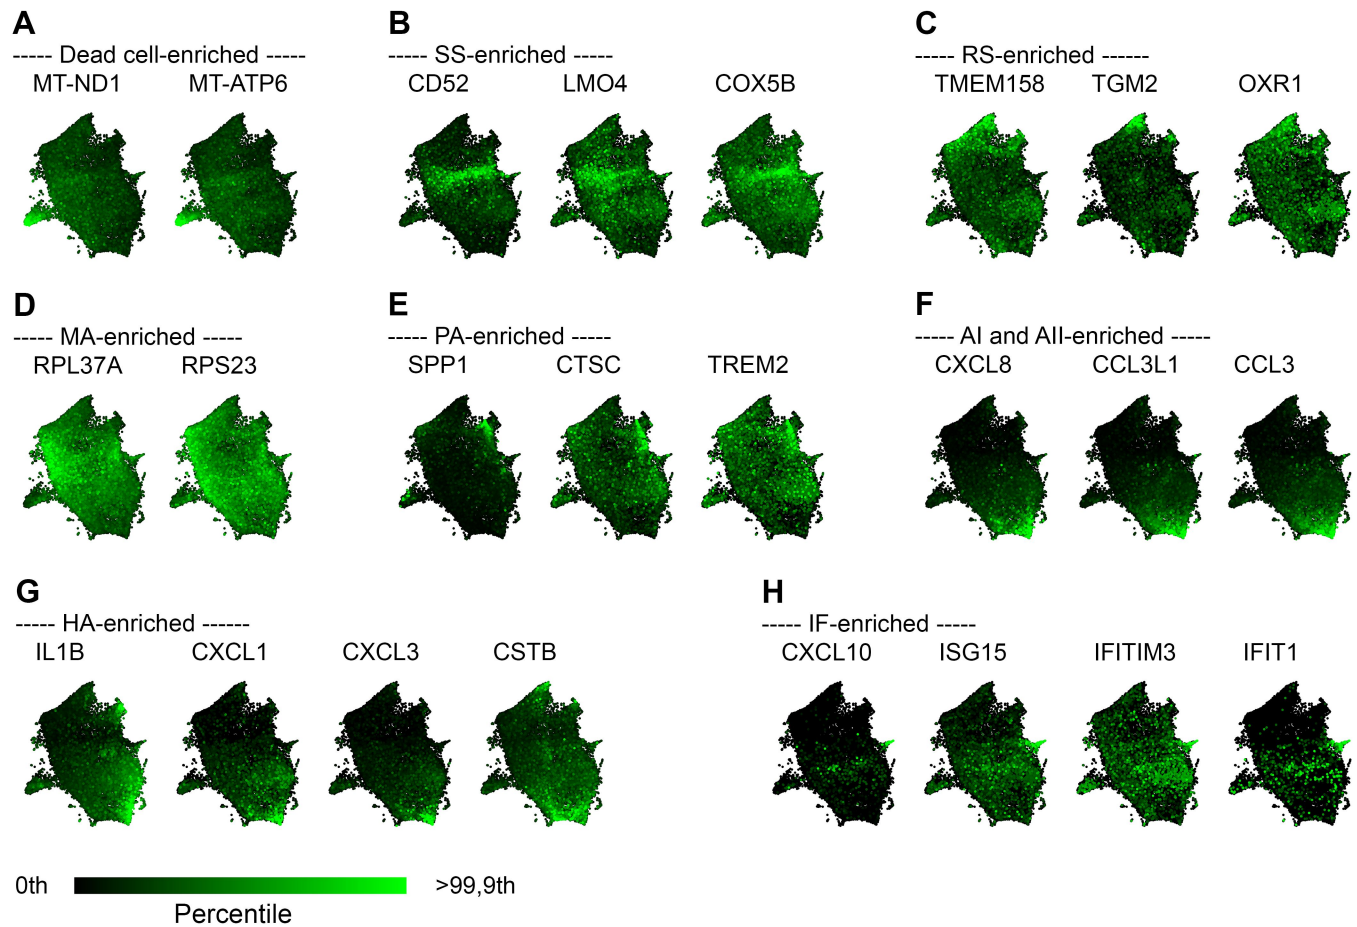 A
----- Dead cell-enriched -----
MT-ND1 MT-ATP6
B
----- SS-enriched -----
CD52 LMO4 COX5B
C
----- RS-enriched ------
TMEM158 TGM2 OXR1
D
----- MA-enriched -----
RPL37A RPS23
E
----- PA-enriched -----
SPP1 CTSC TREM2
F
----- AI and AII-enriched -----
CXCL8 CCL3L1 CCL3
G
----- HA-enriched ------
IL1B CXCL1 CXCL3 CSTB
H
----- IF-enriched -----
CXCL10 ISG15 IFITIM3 IFIT1
0th >99,9th
Percentile